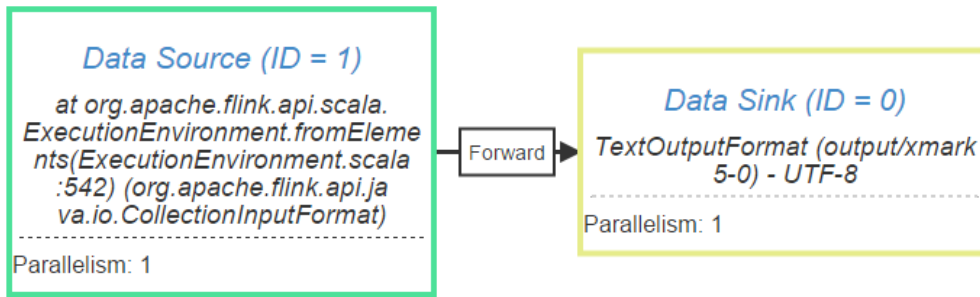 Data Source (ID = 1)
at org.apache.flink.api.scala.
ExecutionEnvironment.fromEleme
nts(ExecutionEnvironment.scala
:542) (org.apache.flink.api.ja
va.io.CollectionInputFormat)
Parallelism: 1
Forward
Data Sink (ID = 0)
TextOutputFormat (output/xmark
5-0) - UTF-8
Parallelism: 1